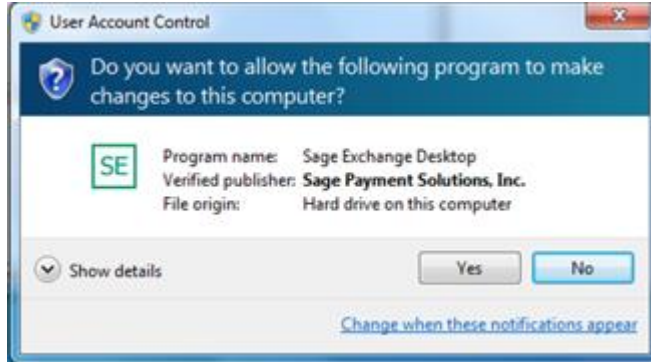 User Account Control
Do you want to allow the following program to make
changes to this computer?
SE
Program name: Sage Exchange Desktop
Verified publisher: Sage Payment Solutions, Inc.
File origin: Hard drive on this computer
Show details
Yes
No
Change when these notifications appear